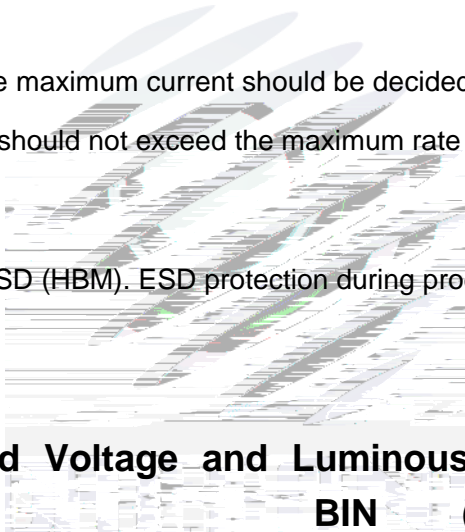 e maximum current should be decided
should not exceed the maximum rate
SD (HBM). ESD protection during pro
d Voltage and Luminous
BIN (